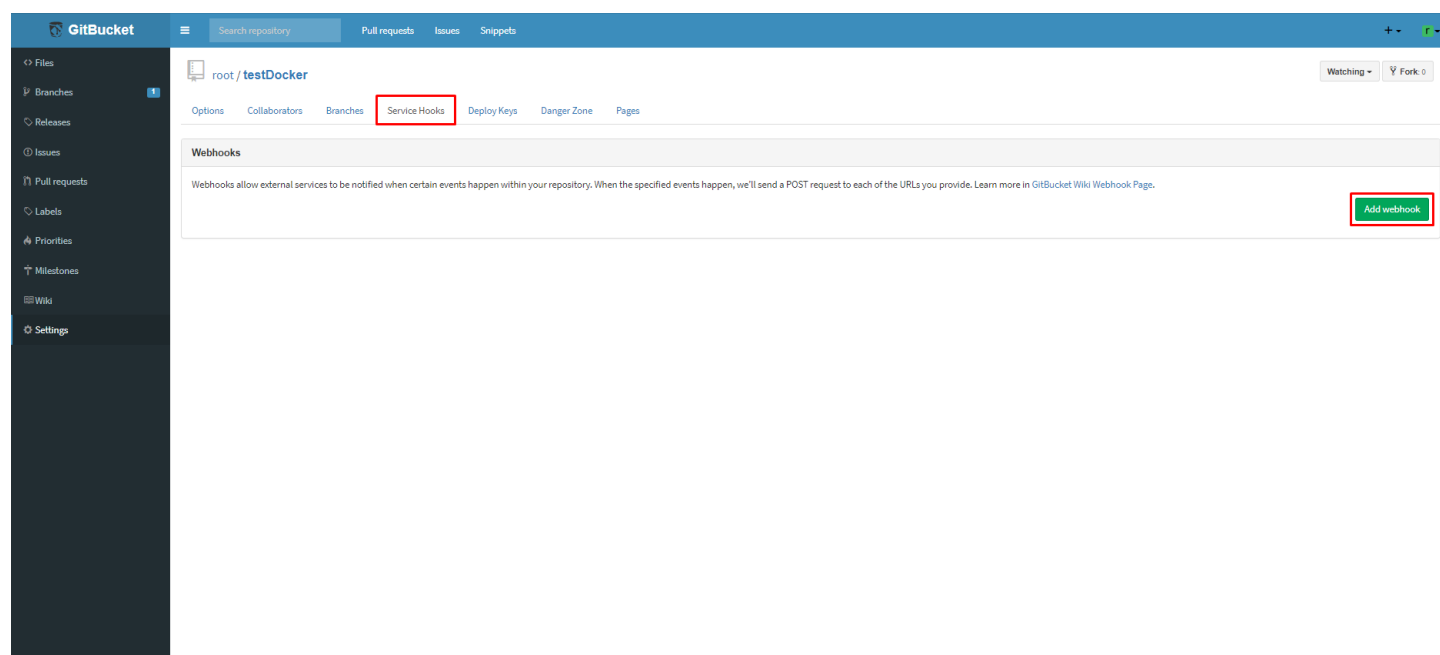 GitBucket
Search repository
Pull requests
Issues
Snippets
+
r
Files
Branches
1
Releases
Issues
Pull requests
Labels
Priorities
Milestones
Wiki
Settings
root / testDocker
Watching
Fork: 0
Options
Collaborators
Branches
Service Hooks
Deploy Keys
Danger Zone
Pages
Webhooks
Webhooks allow external services to be notified when certain events happen within your repository. When the specified events happen, we'll send a POST request to each of the URLs you provide. Learn more in GitBucket Wiki Webhook Page.
Add webhook